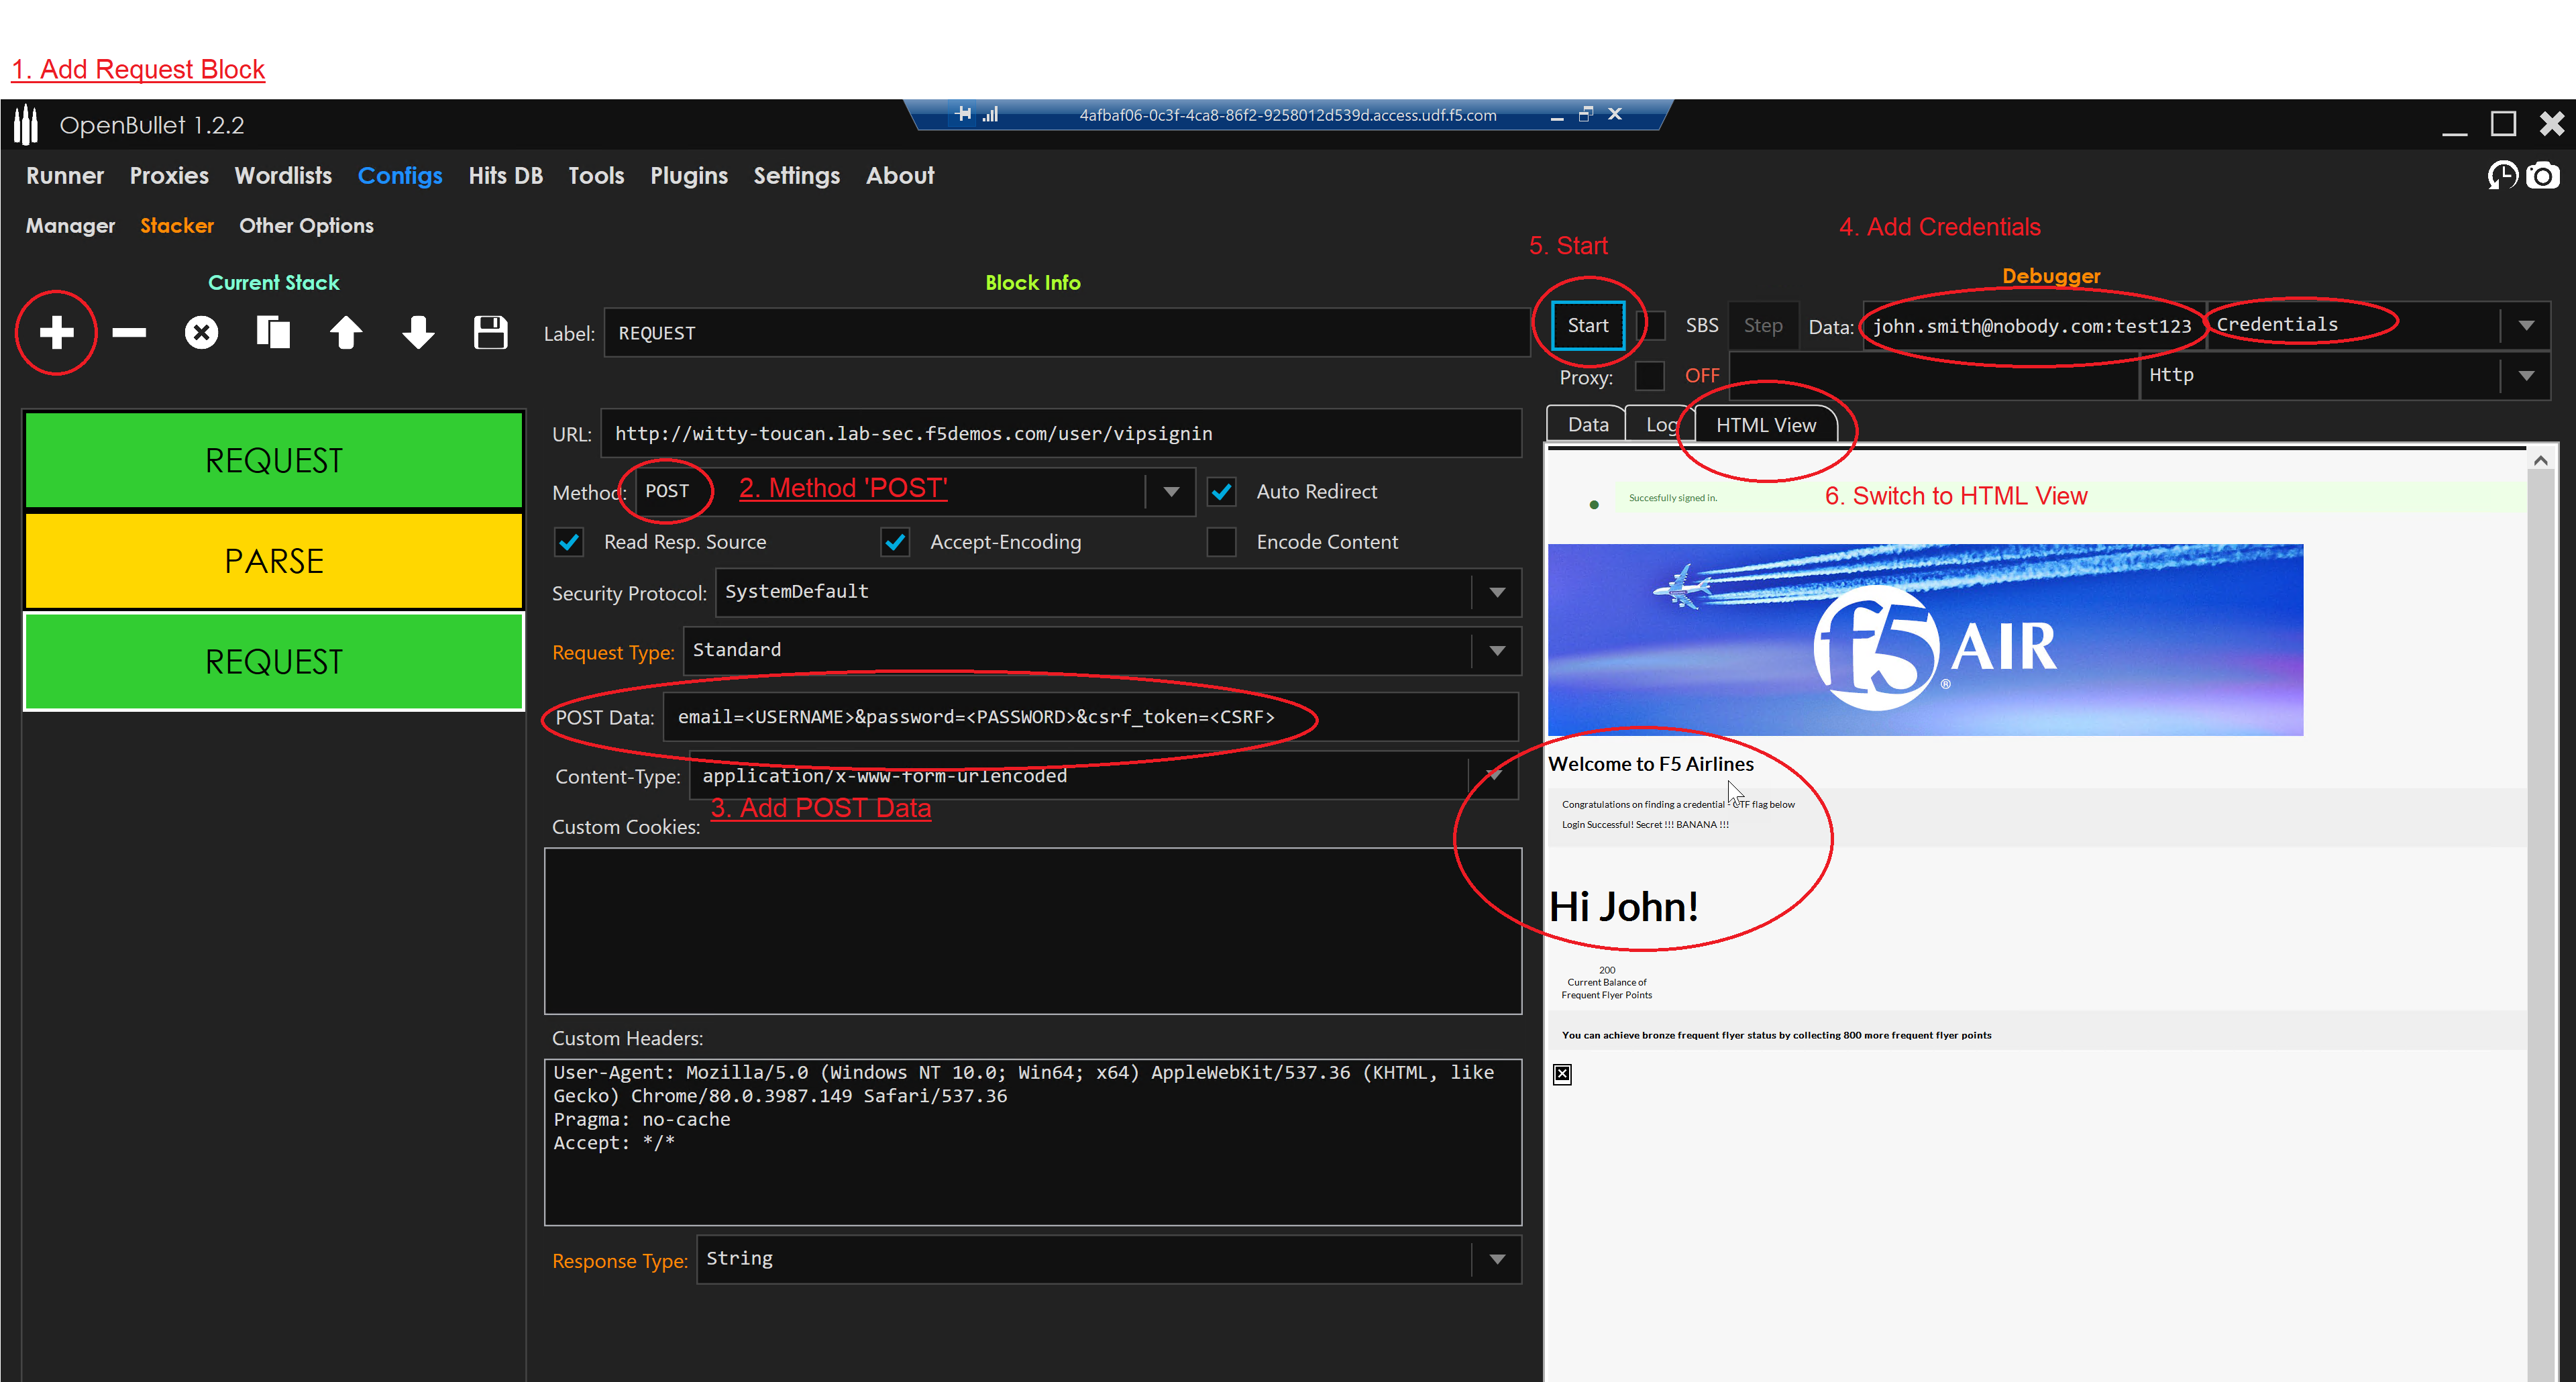 1. Add Request Block
OpenBullet 1.2.2
4afbaf06-0c3f-4ca8-86f2-9258012d539d.access.udf.f5.com
Runner Proxies Wordlists Configs Hits DB Tools Plugins Settings About
Manager Stacker Other Options
5. Start
4. Add Credentials
Current Stack
Block Info
Debugger
Label: REQUEST
Start SBS Step Data: john.smith@nobody.com:test123 Credentials
Proxy: OFF Http
REQUEST
PARSE
REQUEST
URL: http://witty-toucan.lab-sec.f5demos.com/user/vipsignin
Method: POST 2. Method 'POST' Auto Redirect
Read Resp. Source Accept-Encoding Encode Content
Security Protocol: SystemDefault
Request Type: Standard
POST Data: email=<USERNAME>&password=<PASSWORD>&csrf_token=<CSRF>
Content-Type: application/x-www-form-urlencoded
3. Add POST Data
Custom Cookies:
Custom Headers:
User-Agent: Mozilla/5.0 (Windows NT 10.0; Win64; x64) AppleWebKit/537.36 (KHTML, like
Gecko) Chrome/80.0.3987.149 Safari/537.36
Pragma: no-cache
Accept: */*
Response Type: String
Data Log HTML View
Succesfully signed in.
6. Switch to HTML View
f5 AIR
®
Welcome to F5 Airlines
Congratulations on finding a credential - CTF flag below
Login Successful! Secret !!! BANANA !!!
Hi John!
200
Current Balance of
Frequent Flyer Points
You can achieve bronze frequent flyer status by collecting 800 more frequent flyer points